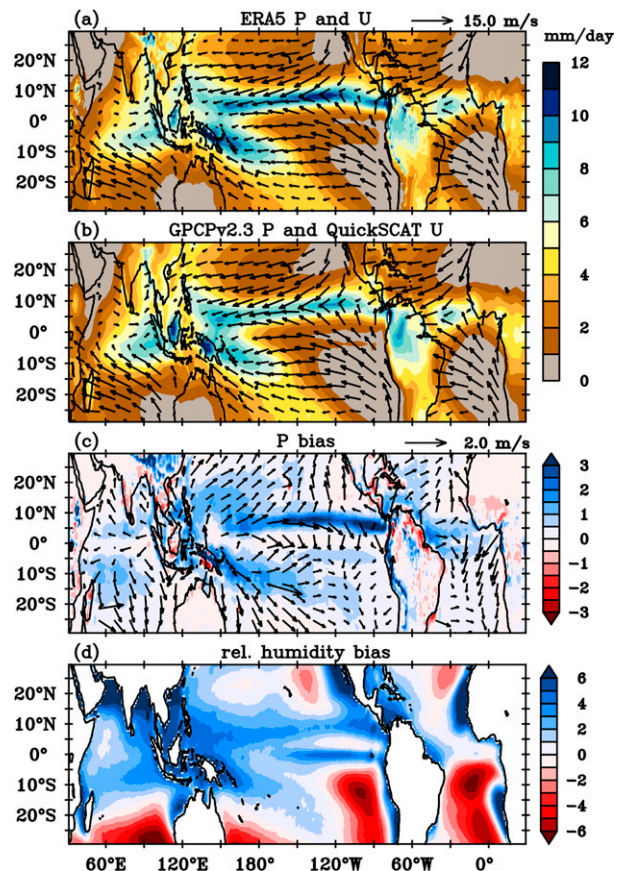 (a) ERA5 P and U 15.0 m/s
mm/day
20°N
10°N
0°
10°S
20°S
(b) GPCPv2.3 P and QuickSCAT U
20°N
10°N
0°
10°S
20°S
12
10
8
6
4
2
0
(c) P bias 2.0 m/s
20°N
10°N
0°
10°S
20°S
3
2
1
0
-1
-2
-3
(d) rel. humidity bias
20°N
10°N
0°
10°S
20°S
6
4
2
0
-2
-4
-6
60°E 120°E 180° 120°W 60°W 0°